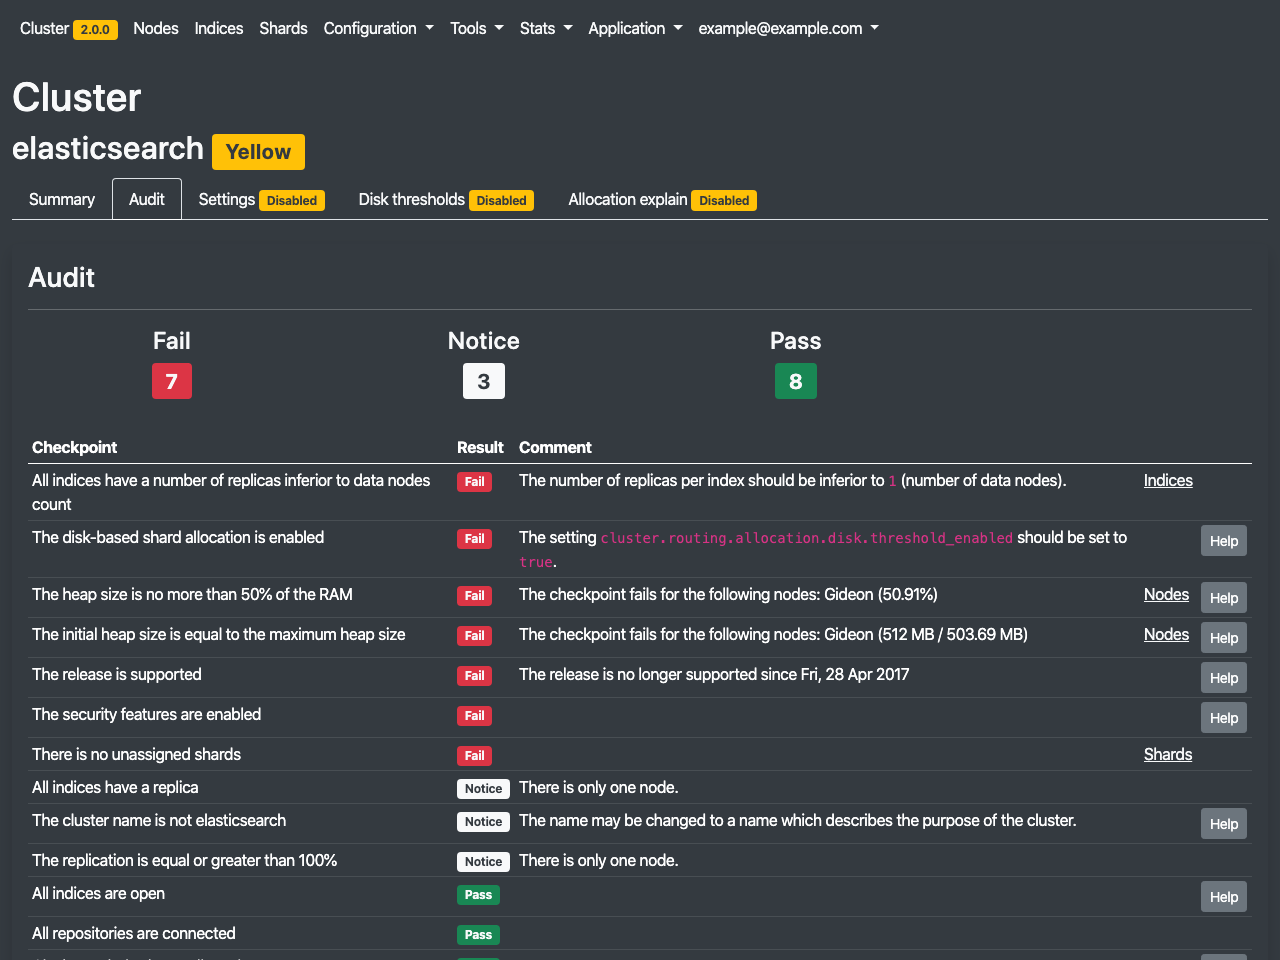 Cluster 2.0.0 Nodes Indices Shards Configuration Tools Stats Application example@example.com
Cluster
elasticsearch Yellow
Summary Audit Settings Disabled Disk thresholds Disabled Allocation explain Disabled
Audit
Fail Notice Pass
7 3 8
Checkpoint Result Comment
All indices have a number of replicas inferior to data nodes Fail The number of replicas per index should be inferior to 1 (number of data nodes). Indices
count
The disk-based shard allocation is enabled Fail The setting cluster.routing.allocation.disk.threshold_enabled should be set to Help
true.
The heap size is no more than 50% of the RAM Fail The checkpoint fails for the following nodes: Gideon (50.91%) Nodes Help
The initial heap size is equal to the maximum heap size Fail The checkpoint fails for the following nodes: Gideon (512 MB / 503.69 MB) Nodes Help
The release is supported Fail The release is no longer supported since Fri, 28 Apr 2017 Help
The security features are enabled Fail Help
There is no unassigned shards Fail Shards
All indices have a replica Notice There is only one node.
The cluster name is not elasticsearch Notice The name may be changed to a name which describes the purpose of the cluster. Help
The replication is equal or greater than 100% Notice There is only one node.
All indices are open Pass Help
All repositories are connected Pass